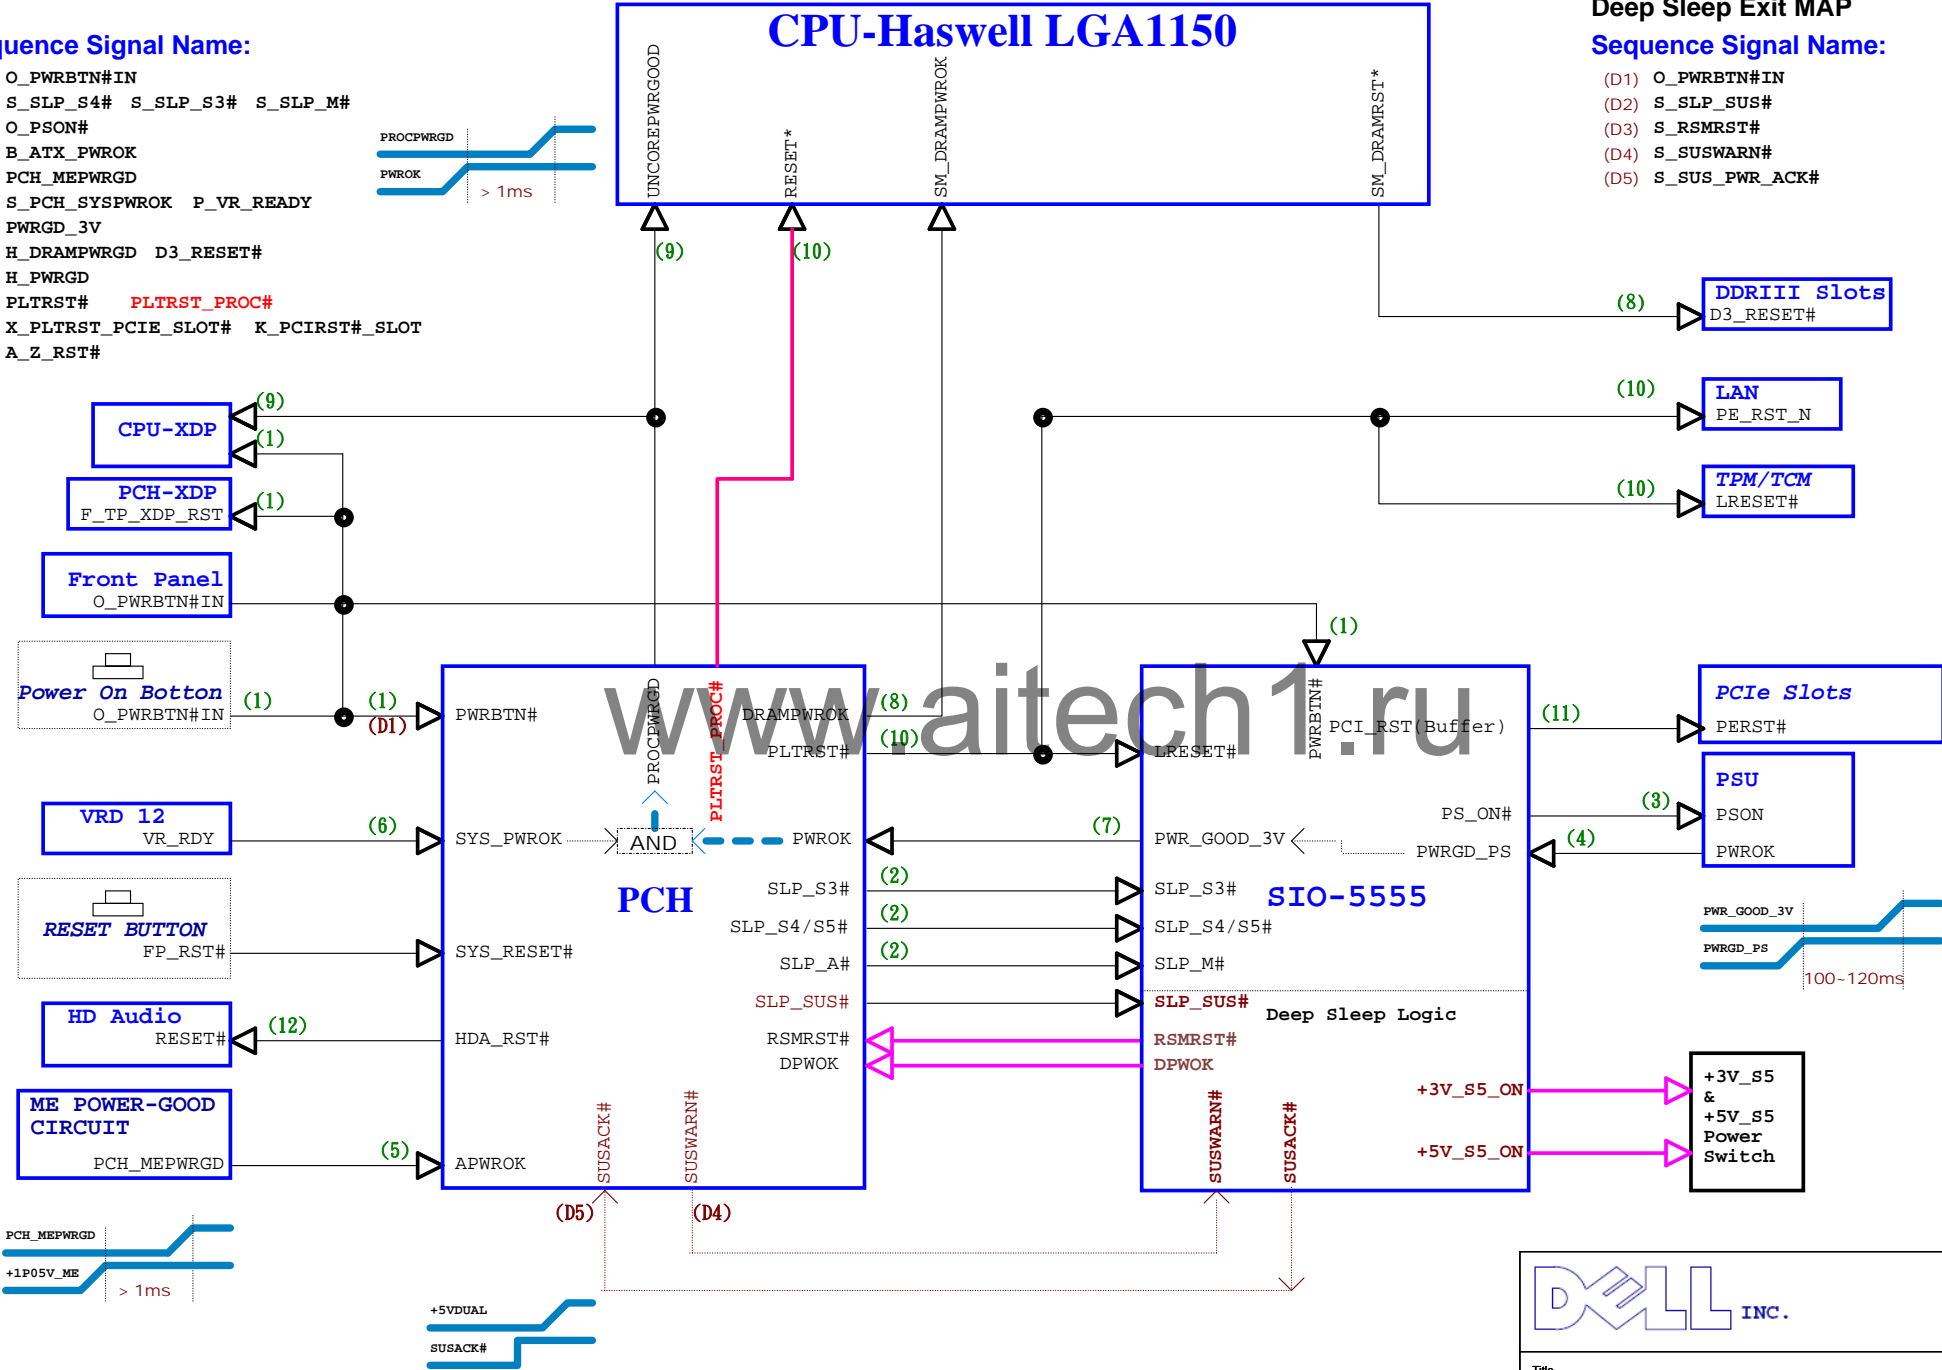 CPU-Haswell LGA1150
UNCOREPWRGOOD
RESET*
SM_DRAMPWROK
SM_DRAMRST*
quence Signal Name:
O_PWRBTN#IN
S_SLP_S4# S_SLP_S3# S_SLP_M#
O_PSON#
B_ATX_PWROK
PCH_MEPWRGD
S_PCH_SYSPWROK P_VR_READY
PWRGD_3V
H_DRAMPWRGD D3_RESET#
H_PWRGD
PLTRST# PLTRST_PROC#
X_PLTRST_PCIE_SLOT# K_PCIRST#_SLOT
A_Z_RST#
PROCPWRGD
PWROK
> 1ms
Deep Sleep Exit MAP
Sequence Signal Name:
(D1) O_PWRBTN#IN
(D2) S_SLP_SUS#
(D3) S_RSMRST#
(D4) S_SUSWARN#
(D5) S_SUS_PWR_ACK#
(9)
(10)
(8)
DDRIII Slots
D3_RESET#
(10)
LAN
PE_RST_N
(10)
TPM/TCM
LRESET#
CPU-XDP
(9)
(1)
PCH-XDP
F_TP_XDP_RST
(1)
Front Panel
O_PWRBTN#IN
(1)
Power On Botton
O_PWRBTN#IN
(1)
(1)
(D1)
VRD 12
VR_RDY
(6)
RESET BUTTON
FP_RST#
HD Audio
RESET#
(12)
ME POWER-GOOD
CIRCUIT
PCH_MEPWRGD
(5)
PWRBTN#
PROCPWRGD
PLTRST_PROC#
DRAMPWROK
(8)
PLTRST#
(10)
SYS_PWROK
AND
PWROK
(7)
PCH
SLP_S3#
(2)
SLP_S4/S5#
(2)
SYS_RESET#
SLP_A#
(2)
SLP_SUS#
HDA_RST#
RSMRST#
DPWOK
APWROK
SUSACK#
SUSWARN#
(D5)
(D4)
PWRBTN#
PCI_RST(Buffer)
LRESET#
PS_ON#
PWR_GOOD_3V
PWRGD_PS
SLP_S3#
SIO-5555
SLP_S4/S5#
SLP_M#
SLP_SUS#
Deep Sleep Logic
RSMRST#
DPWOK
SUSWARN#
SUSACK#
+3V_S5_ON
+5V_S5_ON
(11)
PCIe Slots
PERST#
PSU
(3)
PSON
(4)
PWROK
PWR_GOOD_3V
PWRGD_PS
100~120ms
+3V_S5
&
+5V_S5
Power
Switch
PCH_MEPWRGD
+1P05V_ME
> 1ms
+5VDUAL
SUSACK#
www.aitech1.ru
DELL INC.
Title